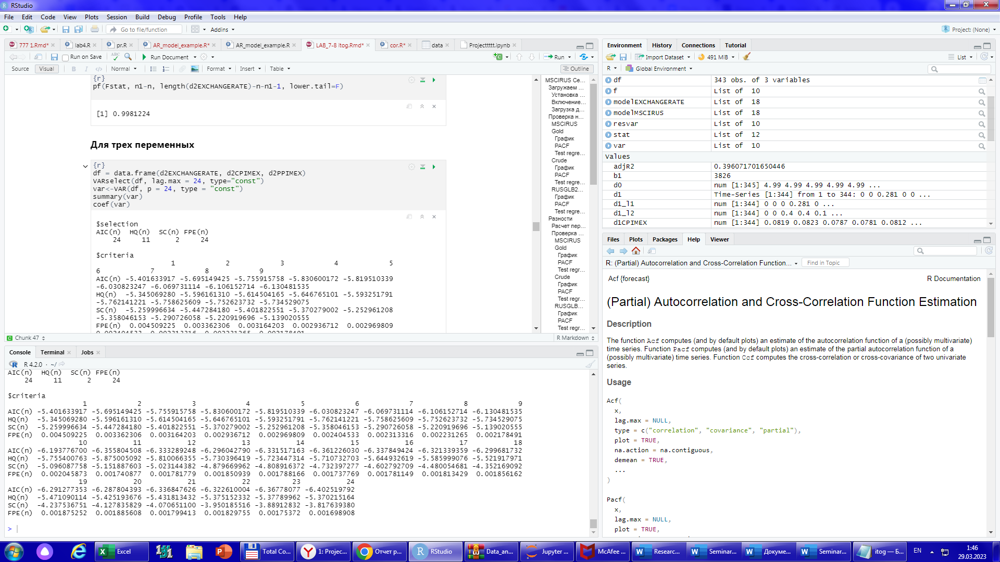 RStudio
File Edit Code View Plots Session Build Debug Profile Tools Help
Go to file/function Addins Project: (None)
777 1.Rmd* lab4.R pr.R AR_model_example.R* AR_model_example.R LAB_7-8 itog.Rmd* cor.R* data Projecttttt.ipynb
Run on Save ABC Run Document Run
Source Visual B I Normal Format Insert Table Outline
{r}
pf(Fstat, n1-n, length(d2EXCHANGERATE)-n-n1-1, lower.tail=F)
[1] 0.9981224
Для трех переменных
{r}
df = data.frame(d2EXCHANGERATE, d2CPIMEX, d2PPIMEX)
VARselect(df, lag.max = 24, type="const")
var<-VAR(df, p = 24, type = "const")
summary(var)
coef(var)
$selection
AIC(n) HQ(n) SC(n) FPE(n)
24 11 2 24
$criteria
1 2 3 4 5
6 7 8 9
AIC(n) -5.401633917 -5.695149425 -5.755915758 -5.830600172 -5.819510339
-6.030823247 -6.069731114 -6.106152714 -6.130481535
HQ(n) -5.345069280 -5.596161310 -5.614504165 -5.646765101 -5.593251791
-5.762141221 -5.758625609 -5.752623732 -5.734529075
SC(n) -5.259996634 -5.447284180 -5.401822551 -5.370279002 -5.252961208
-5.358046153 -5.290726058 -5.220919696 -5.139020555
FPE(n) 0.004509225 0.003362306 0.003164203 0.002936712 0.002969809
0.002404533 0.002313316 0.002231265 0.002178491
Chunk 47
R Markdown
MSCIRUS Ce...
Загружаем ...
Установка ...
Включение...
Загрузка д...
Проверка н...
MSCIRUS
Gold
График
PACF
Test regre...
Crude
График
PACF
Test regre...
RUSGLB2...
График
PACF
Test regre...
Разности
Расчет пер...
Проверка ...
MSCIRUS
Gold
График
PACF
Test regr...
Crude
График
PACF
Test regr...
RUSGLB...
График
PACF
Test regr...
Console Terminal Jobs
R 4.2.0 · ~/
AIC(n) HQ(n) SC(n) FPE(n)
24 11 2 24
$criteria
1 2 3 4 5 6 7 8 9
AIC(n) -5.401633917 -5.695149425 -5.755915758 -5.830600172 -5.819510339 -6.030823247 -6.069731114 -6.106152714 -6.130481535
HQ(n) -5.345069280 -5.596161310 -5.614504165 -5.646765101 -5.593251791 -5.762141221 -5.758625609 -5.752623732 -5.734529075
SC(n) -5.259996634 -5.447284180 -5.401822551 -5.370279002 -5.252961208 -5.358046153 -5.290726058 -5.220919696 -5.139020555
FPE(n) 0.004509225 0.003362306 0.003164203 0.002936712 0.002969809 0.002404533 0.002313316 0.002231265 0.002178491
10 11 12 13 14 15 16 17 18
AIC(n) -6.193776700 -6.355804508 -6.333289248 -6.296042790 -6.331517163 -6.361226030 -6.337849424 -6.321339359 -6.299681732
HQ(n) -5.755400763 -5.875005092 -5.810066355 -5.730396419 -5.723447314 -5.710732703 -5.644932619 -5.585999076 -5.521917971
SC(n) -5.096087758 -5.151887603 -5.023144382 -4.879669962 -4.808916372 -4.732397277 -4.602792709 -4.480054681 -4.352169092
FPE(n) 0.002045873 0.001740877 0.001781779 0.001850939 0.001788166 0.001737769 0.001781149 0.001813429 0.001856162
19 20 21 22 23 24
AIC(n) -6.291277353 -6.287804393 -6.336847626 -6.322610004 -6.36778077 -6.402519792
HQ(n) -5.471090114 -5.425193676 -5.431813432 -5.375152332 -5.37789962 -5.370215164
SC(n) -4.237536751 -4.127835829 -4.070651100 -3.950185516 -3.88912832 -3.817639380
FPE(n) 0.001875252 0.001885608 0.001799413 0.001829755 0.00175372 0.001698908
>
Environment History Connections Tutorial
Import Dataset 491 MiB List
R Global Environment
df 343 obs. of 3 variables
f List of 10
modelEXCHANGERATE List of 18
modelMSCIRUS List of 18
resvar List of 10
stat List of 12
var List of 10
Values
adjR2 0.396071701650446
b1 3826
d0 num [1:345] 4.99 4.99 4.99 4.99 4.99 ...
d1 Time-Series [1:344] from 1 to 344: 0 0 0.281 0 0 ...
d1_l1 num [1:344] 0 0 0 0.281 0 ...
d1_l2 num [1:344] 0 0 0.4 0.4 0.1 ...
d1CPIMEX num [1:344] 0.0819 0.0823 0.0787 0.0781 0.0812 ...
Files Plots Packages Help Viewer
R: (Partial) Autocorrelation and Cross-Correlation Function... Find in Topic
Acf {forecast} R Documentation
(Partial) Autocorrelation and Cross-Correlation Function Estimation
Description
The function Acf computes (and by default plots) an estimate of the autocorrelation function of a (possibly multivariate)
time series. Function Pacf computes (and by default plots) an estimate of the partial autocorrelation function of a
(possibly multivariate) time series. Function Ccf computes the cross-correlation or cross-covariance of two univariate
series.
Usage
Acf(
x,
lag.max = NULL,
type = c("correlation", "covariance", "partial"),
plot = TRUE,
na.action = na.contiguous,
demean = TRUE,
...
)
Pacf(
x,
lag.max = NULL,
plot = TRUE,
Excel Total Co... 1: Projec... Отчет р... RStudio Data_an... Jupyter ... McAfee ... Researc... Seminar... Докуме... Seminar... itog — Б... EN 1:46
29.03.2023